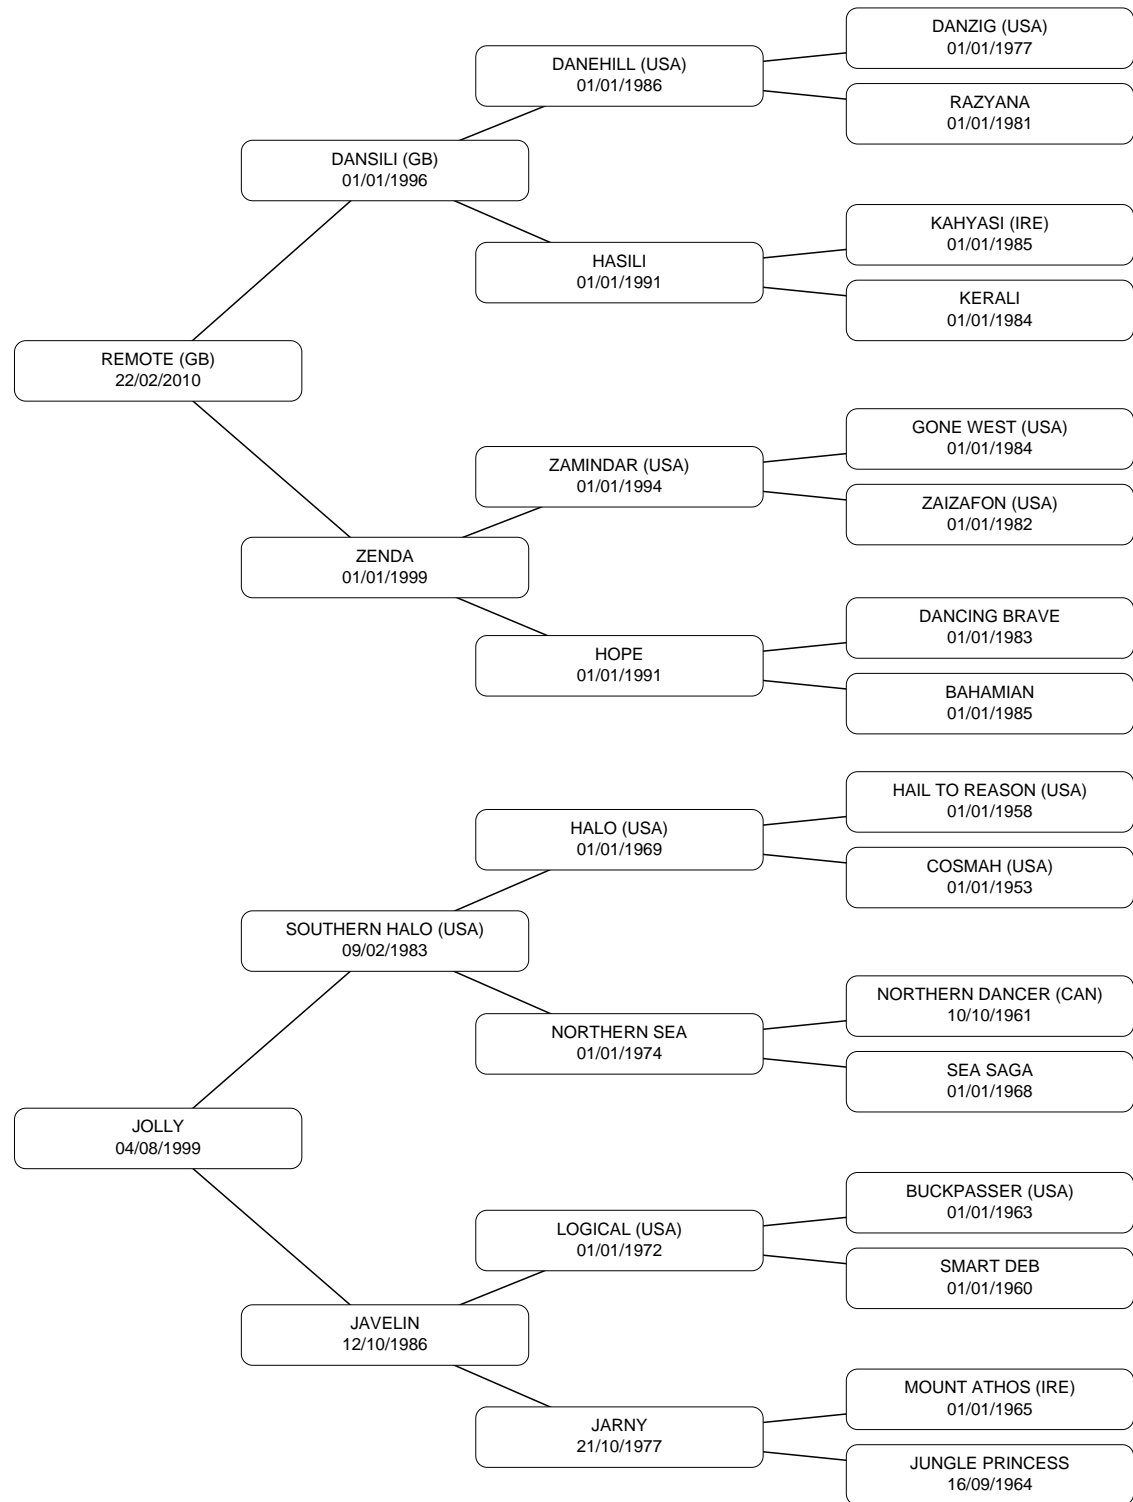 DANZIG (USA)
01/01/1977
DANEHILL (USA)
01/01/1986
RAZYANA
01/01/1981
DANSILI (GB)
01/01/1996
KAHYASI (IRE)
01/01/1985
HASILI
01/01/1991
KERALI
01/01/1984
REMOTE (GB)
22/02/2010
GONE WEST (USA)
01/01/1984
ZAMINDAR (USA)
01/01/1994
ZAIZAFON (USA)
01/01/1982
ZENDA
01/01/1999
DANCING BRAVE
01/01/1983
HOPE
01/01/1991
BAHAMIAN
01/01/1985
HAIL TO REASON (USA)
01/01/1958
HALO (USA)
01/01/1969
COSMAH (USA)
01/01/1953
SOUTHERN HALO (USA)
09/02/1983
NORTHERN DANCER (CAN)
10/10/1961
NORTHERN SEA
01/01/1974
SEA SAGA
01/01/1968
JOLLY
04/08/1999
BUCKPASSER (USA)
01/01/1963
LOGICAL (USA)
01/01/1972
SMART DEB
01/01/1960
JAVELIN
12/10/1986
MOUNT ATHOS (IRE)
01/01/1965
JARNY
21/10/1977
JUNGLE PRINCESS
16/09/1964